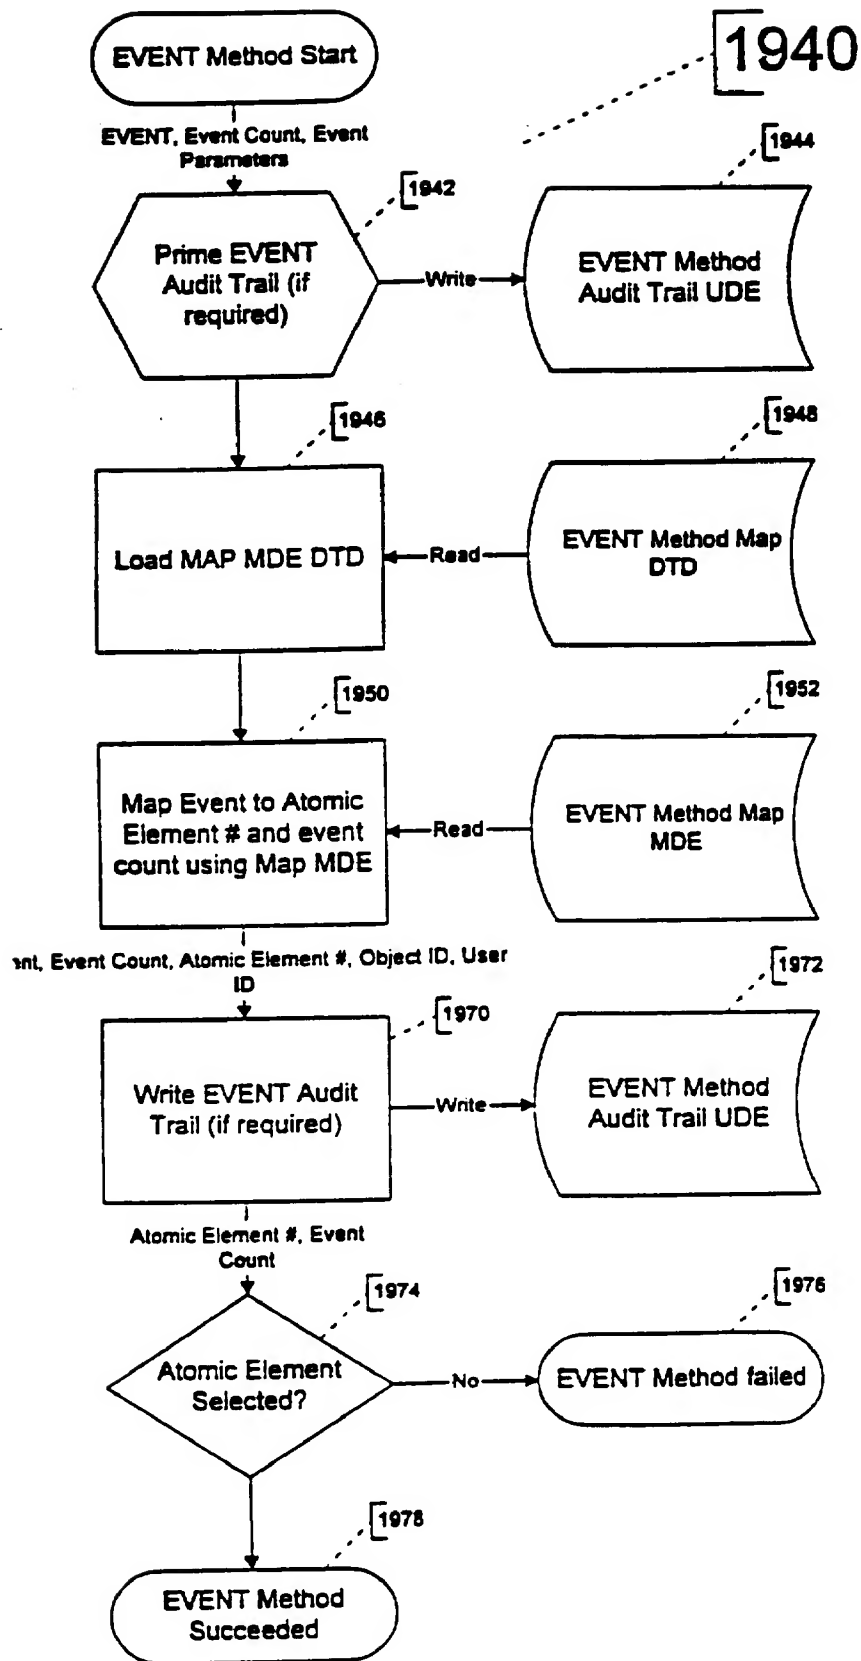 EVENT Method Start
1940
EVENT, Event Count, Event
Parameters
1944
1942
Prime EVENT
Audit Trail (if
required)
Write
EVENT Method
Audit Trail UDE
1946
1948
Load MAP MDE DTD
Read
EVENT Method Map
DTD
1950
1952
Map Event to Atomic
Element # and event
count using Map MDE
Read
EVENT Method Map
MDE
nt, Event Count, Atomic Element #, Object ID, User
ID
1970
1972
Write EVENT Audit
Trail (if required)
Write
EVENT Method
Audit Trail UDE
Atomic Element #, Event
Count
1974
1976
Atomic Element
Selected?
No
EVENT Method failed
1978
EVENT Method
Succeeded